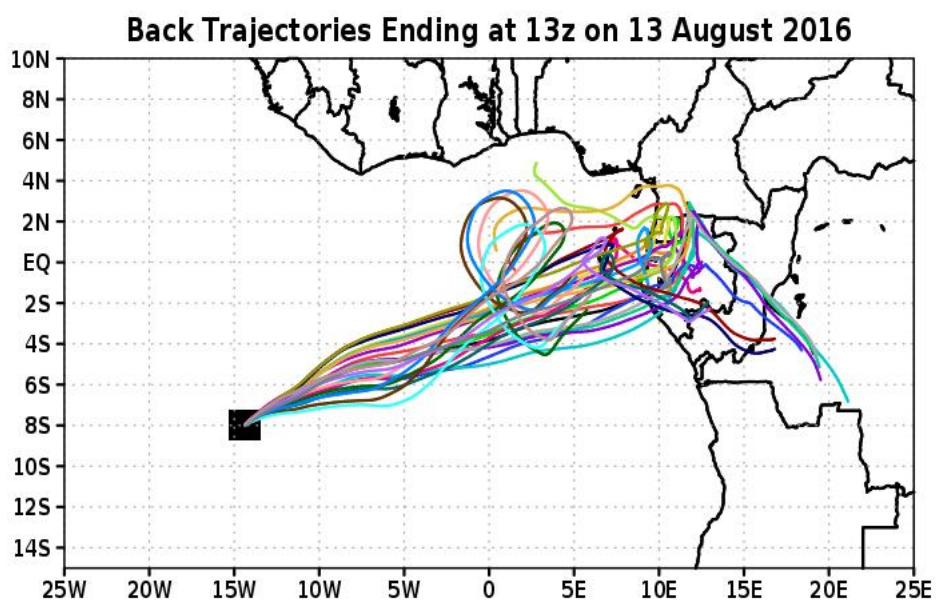 Back Trajectories Ending at 13z on 13 August 2016
10N
8N
6N
4N
2N
EQ
2S
4S
6S
8S
10S
12S
14S
25W 20W 15W 10W 5W 0 5E 10E 15E 20E 25E